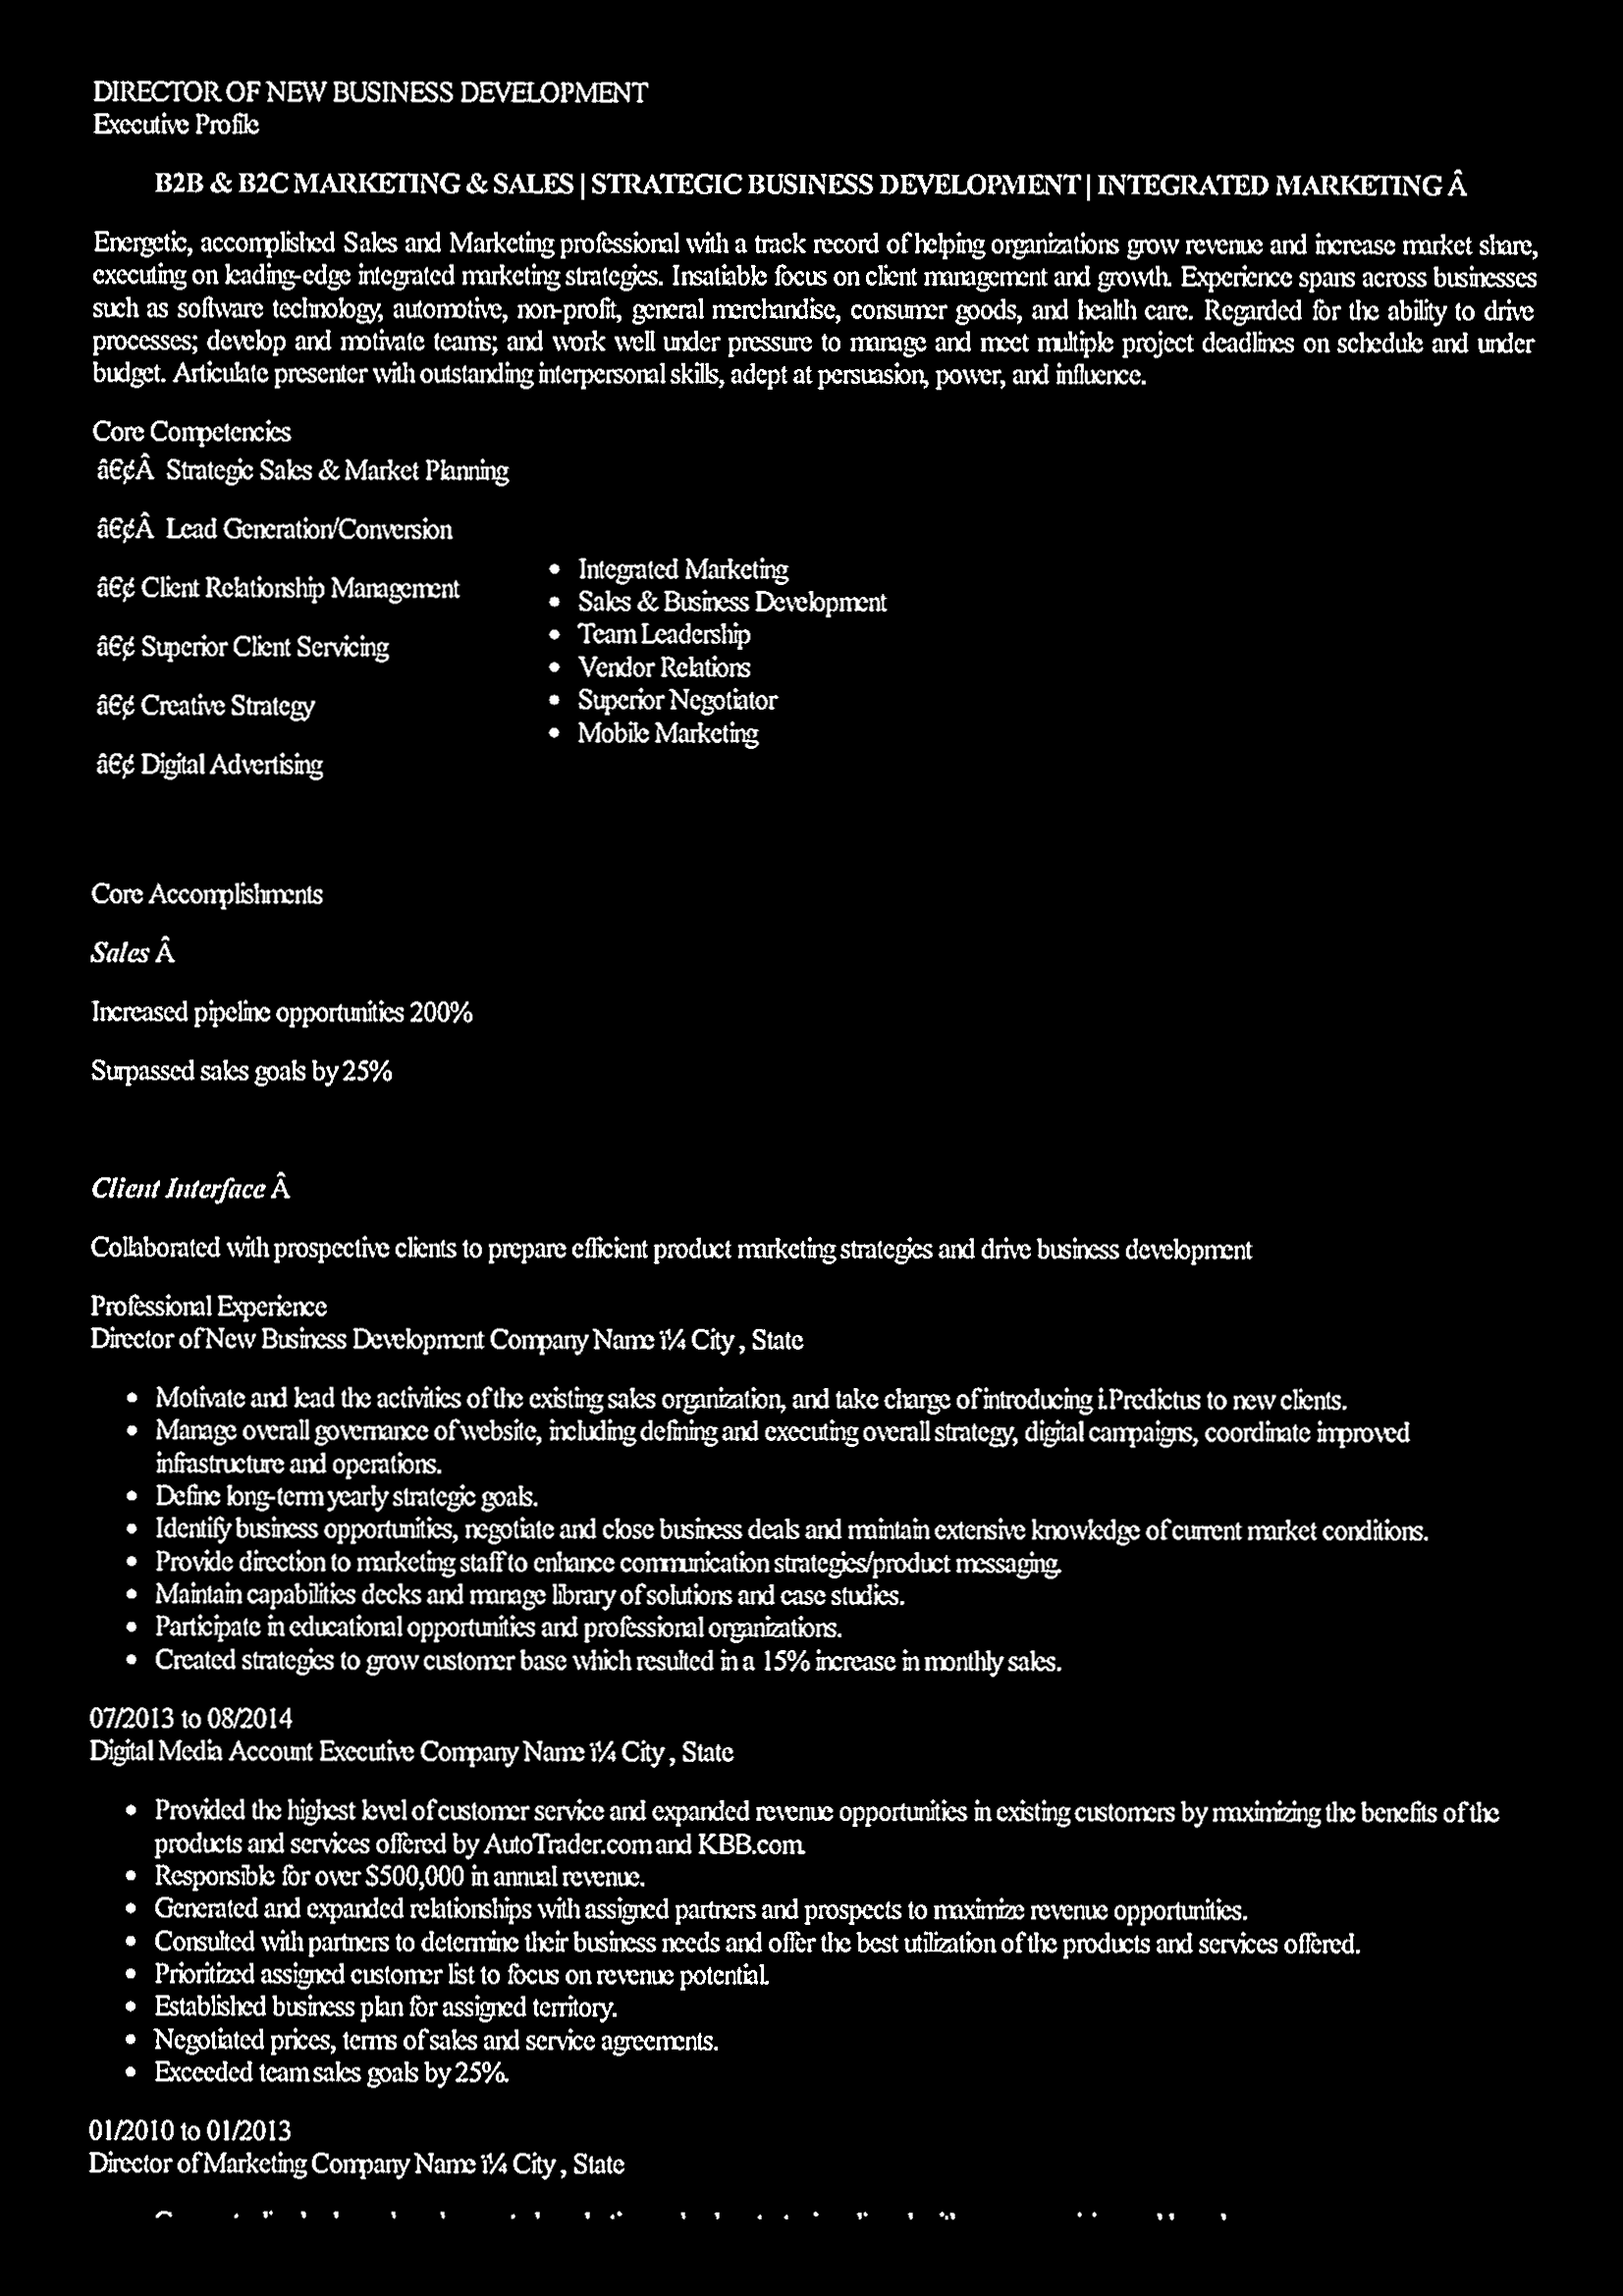 DIRECTOR OF NEW BUSINESS DEVELOPMENT
Executive Profile
B2B & B2C MARKETING & SALES | STRATEGIC BUSINESS DEVELOPMENT | INTEGRATED MARKETING Â
Energetic, accomplished Sales and Marketing professional with a track record of helping organizations grow revenue and increase market share,
executing on leading-edge integrated marketing strategies. Insatiable focus on client management and growth. Experience spans across businesses
such as software technology, automotive, non-profit, general merchandise, consumer goods, and health care. Regarded for the ability to drive
processes; develop and motivate teams; and work well under pressure to manage and meet multiple project deadlines on schedule and under
budget. Articulate presenter with outstanding interpersonal skills, adept at persuasion, power, and influence.
Core Competencies
â€¢Â Strategic Sales & Market Planning
â€¢Â Lead Generation/Conversion
â€¢ Client Relationship Management
â€¢ Superior Client Servicing
â€¢ Creative Strategy
â€¢ Digital Advertising
• Integrated Marketing
• Sales & Business Development
• Team Leadership
• Vendor Relations
• Superior Negotiator
• Mobile Marketing
Core Accomplishments
Sales Â
Increased pipeline opportunities 200%
Surpassed sales goals by 25%
Client Interface Â
Collaborated with prospective clients to prepare efficient product marketing strategies and drive business development
Professional Experience
Director of New Business Development Company Name ï¼ City , State
• Motivate and lead the activities of the existing sales organization, and take charge of introducing i.Predictus to new clients.
• Manage overall governance of website, including defining and executing overall strategy, digital campaigns, coordinate improved
infrastructure and operations.
• Define long-term yearly strategic goals.
• Identify business opportunities, negotiate and close business deals and maintain extensive knowledge of current market conditions.
• Provide direction to marketing staff to enhance communication strategies/product messaging.
• Maintain capabilities decks and manage library of solutions and case studies.
• Participate in educational opportunities and professional organizations.
• Created strategies to grow customer base which resulted in a 15% increase in monthly sales.
07/2013 to 08/2014
Digital Media Account Executive Company Name ï¼ City , State
• Provided the highest level of customer service and expanded revenue opportunities in existing customers by maximizing the benefits of the
products and services offered by AutoTrader.com and KBB.com.
• Responsible for over $500,000 in annual revenue.
• Generated and expanded relationships with assigned partners and prospects to maximize revenue opportunities.
• Consulted with partners to determine their business needs and offer the best utilization of the products and services offered.
• Prioritized assigned customer list to focus on revenue potential.
• Established business plan for assigned territory.
• Negotiated prices, terms of sales and service agreements.
• Exceeded team sales goals by 25%.
01/2010 to 01/2013
Director of Marketing Company Name ï¼ City , State